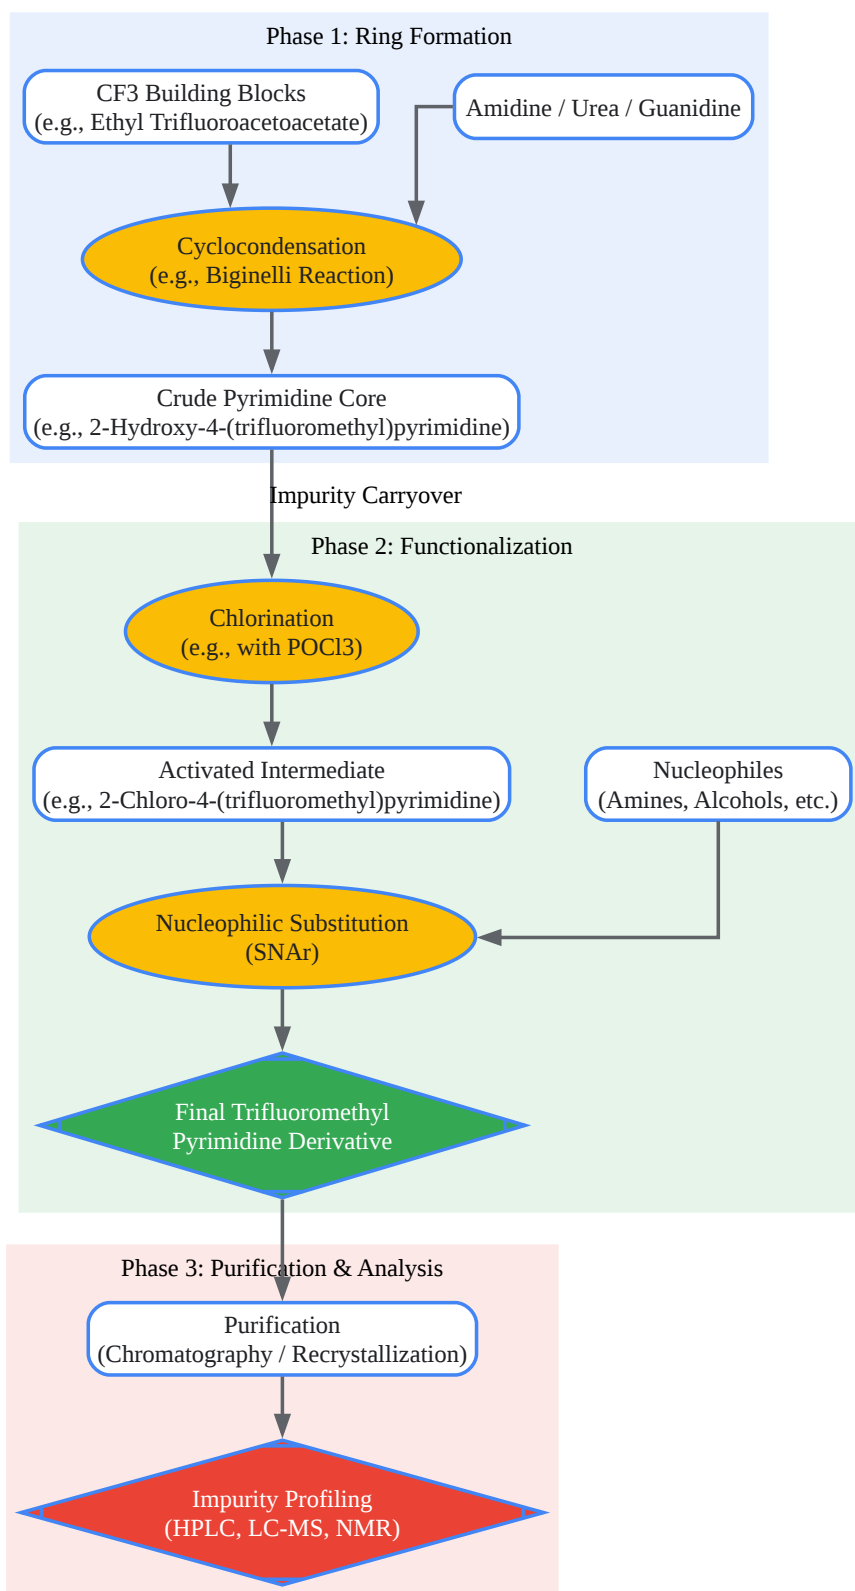 Phase 1: Ring Formation
CF3 Building Blocks
(e.g., Ethyl Trifluoroacetoacetate)
Amidine / Urea / Guanidine
Cyclocondensation
(e.g., Biginelli Reaction)
Crude Pyrimidine Core
(e.g., 2-Hydroxy-4-(trifluoromethyl)pyrimidine)
Impurity Carryover
Phase 2: Functionalization
Chlorination
(e.g., with POCl3)
Activated Intermediate
(e.g., 2-Chloro-4-(trifluoromethyl)pyrimidine)
Nucleophiles
(Amines, Alcohols, etc.)
Nucleophilic Substitution
(SNAr)
Final Trifluoromethyl
Pyrimidine Derivative
Phase 3: Purification & Analysis
Purification
(Chromatography / Recrystallization)
Impurity Profiling
(HPLC, LC-MS, NMR)